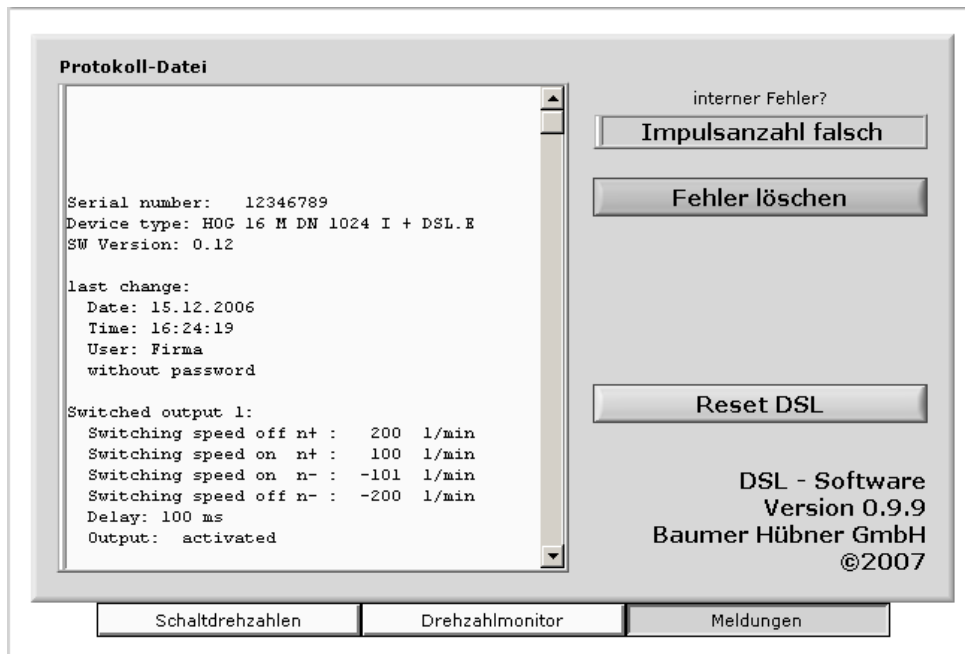 Protokoll-Datei
Serial number: 12346789
Device type: HOG 16 M DN 1024 I + DSL.E
SW Version: 0.12
last change:
Date: 15.12.2006
Time: 16:24:19
User: Firma
without password
Switched output 1:
Switching speed off n+ : 200 1/min
Switching speed on n+ : 100 1/min
Switching speed on n- : -101 1/min
Switching speed off n- : -200 1/min
Delay: 100 ms
Output: activated
interner Fehler?
Impulsanzahl falsch
Fehler löschen
Reset DSL
DSL - Software
Version 0.9.9
Baumer Hübner GmbH
©2007
Schaltdrehzahlen
Drehzahlmonitor
Meldungen